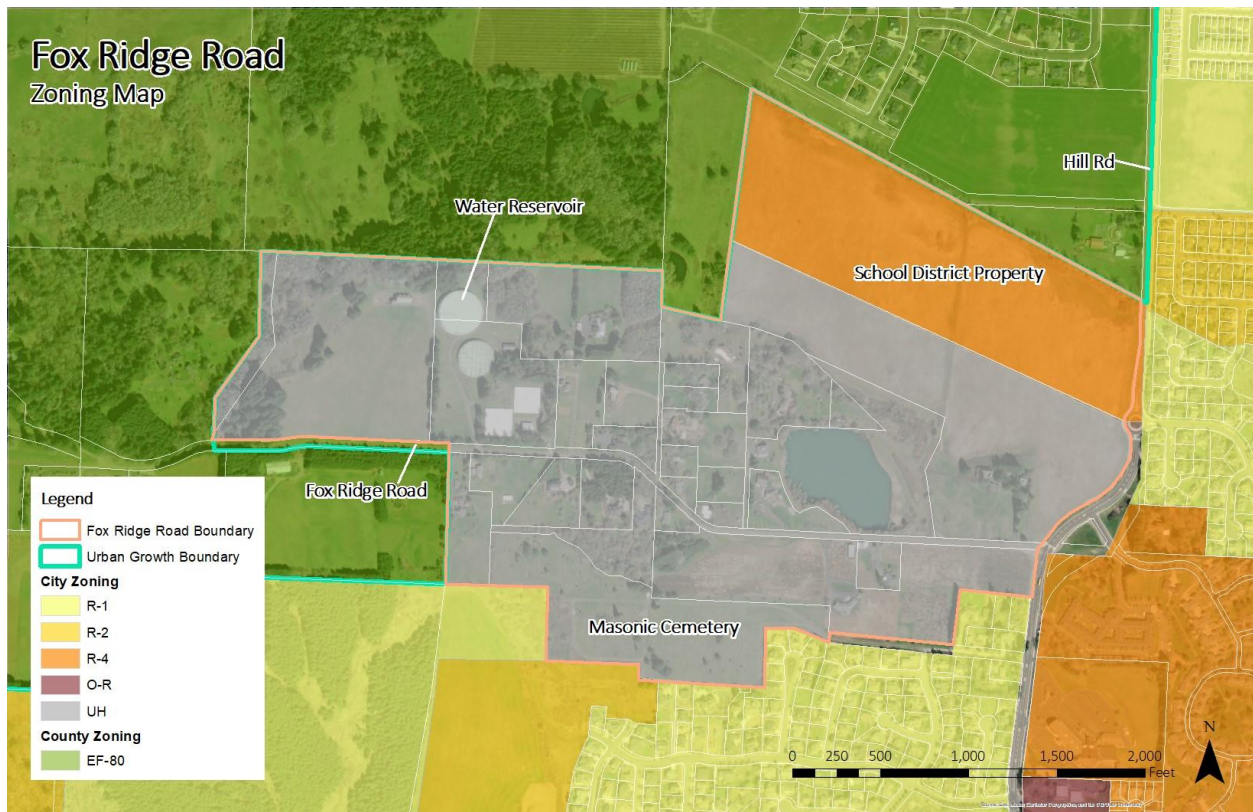 Fox Ridge Road
Zoning Map
Hill Rd
Water Reservoir
School District Property
Fox Ridge Road
Masonic Cemetery
Legend
Fox Ridge Road Boundary
Urban Growth Boundary
City Zoning
R-1
R-2
R-4
O-R
UH
County Zoning
EF-80
N
0 250 500 1,000 1,500 2,000
Feet